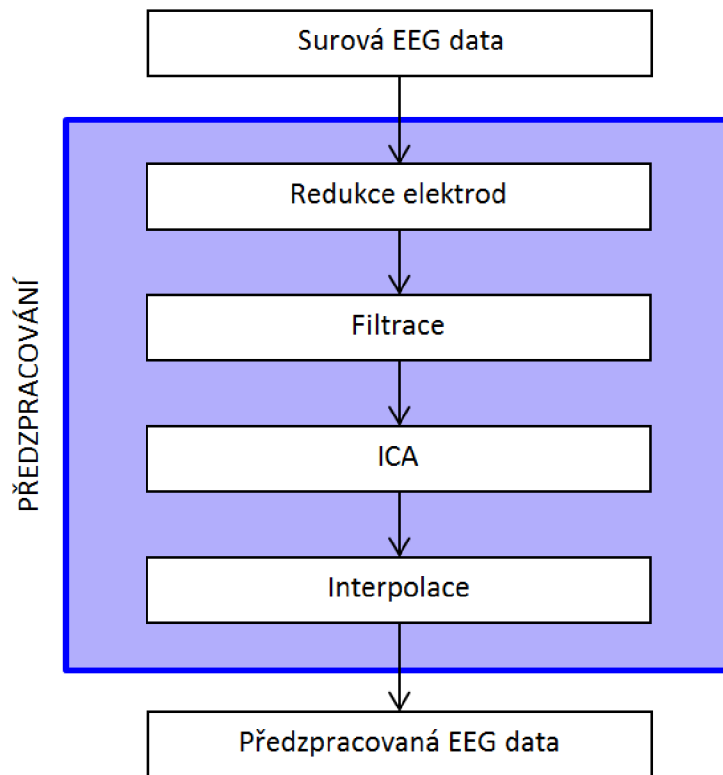 Surová EEG data
PŘEDZPRACOVÁNÍ
Redukce elektrod
Filtrace
ICA
Interpolace
Předzpracovaná EEG data